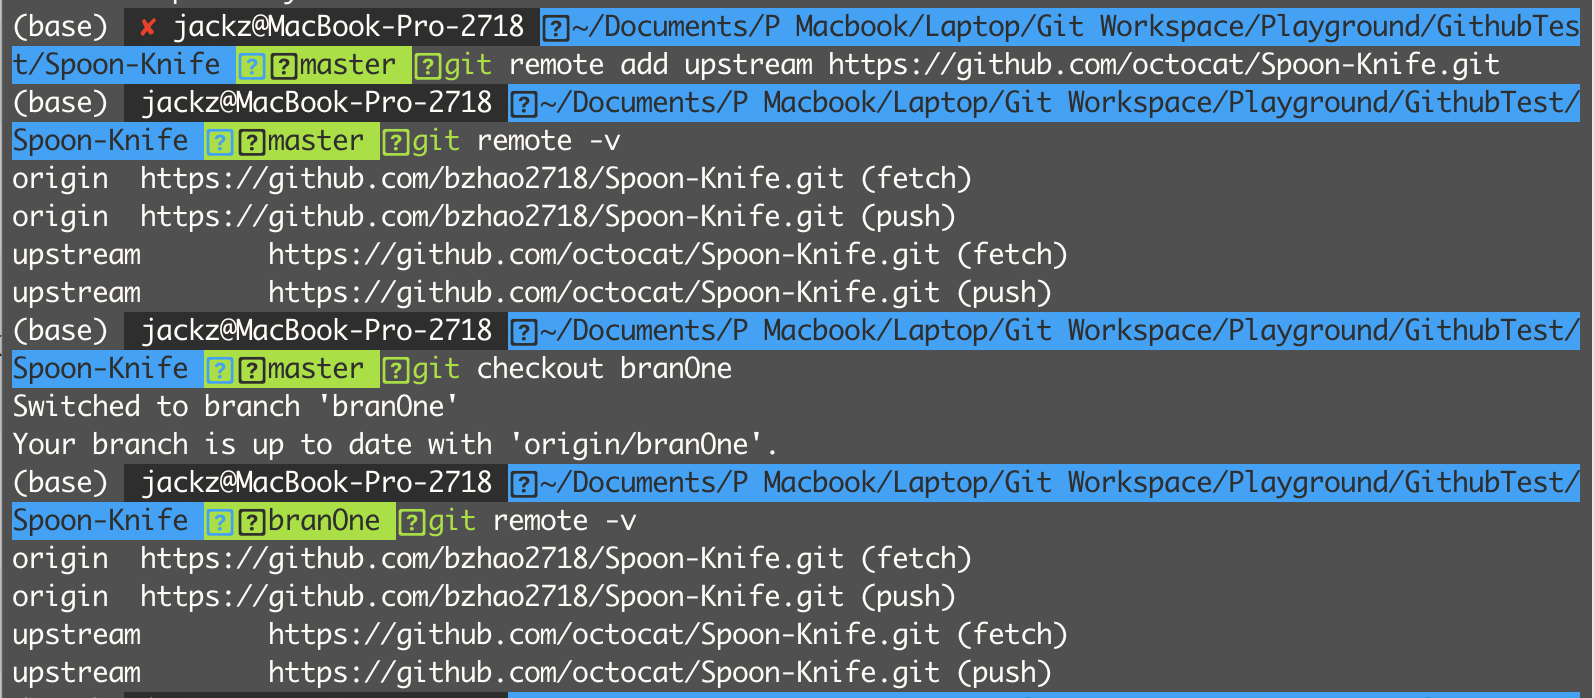 (base) ✘ jackz@MacBook-Pro-2718 ~/Documents/P Macbook/Laptop/Git Workspace/Playground/GithubTes
t/Spoon-Knife master git remote add upstream https://github.com/octocat/Spoon-Knife.git
(base) jackz@MacBook-Pro-2718 ~/Documents/P Macbook/Laptop/Git Workspace/Playground/GithubTest/
Spoon-Knife master git remote -v
origin  https://github.com/bzhao2718/Spoon-Knife.git (fetch)
origin  https://github.com/bzhao2718/Spoon-Knife.git (push)
upstream        https://github.com/octocat/Spoon-Knife.git (fetch)
upstream        https://github.com/octocat/Spoon-Knife.git (push)
(base) jackz@MacBook-Pro-2718 ~/Documents/P Macbook/Laptop/Git Workspace/Playground/GithubTest/
Spoon-Knife master git checkout branOne
Switched to branch 'branOne'
Your branch is up to date with 'origin/branOne'.
(base) jackz@MacBook-Pro-2718 ~/Documents/P Macbook/Laptop/Git Workspace/Playground/GithubTest/
Spoon-Knife branOne git remote -v
origin  https://github.com/bzhao2718/Spoon-Knife.git (fetch)
origin  https://github.com/bzhao2718/Spoon-Knife.git (push)
upstream        https://github.com/octocat/Spoon-Knife.git (fetch)
upstream        https://github.com/octocat/Spoon-Knife.git (push)